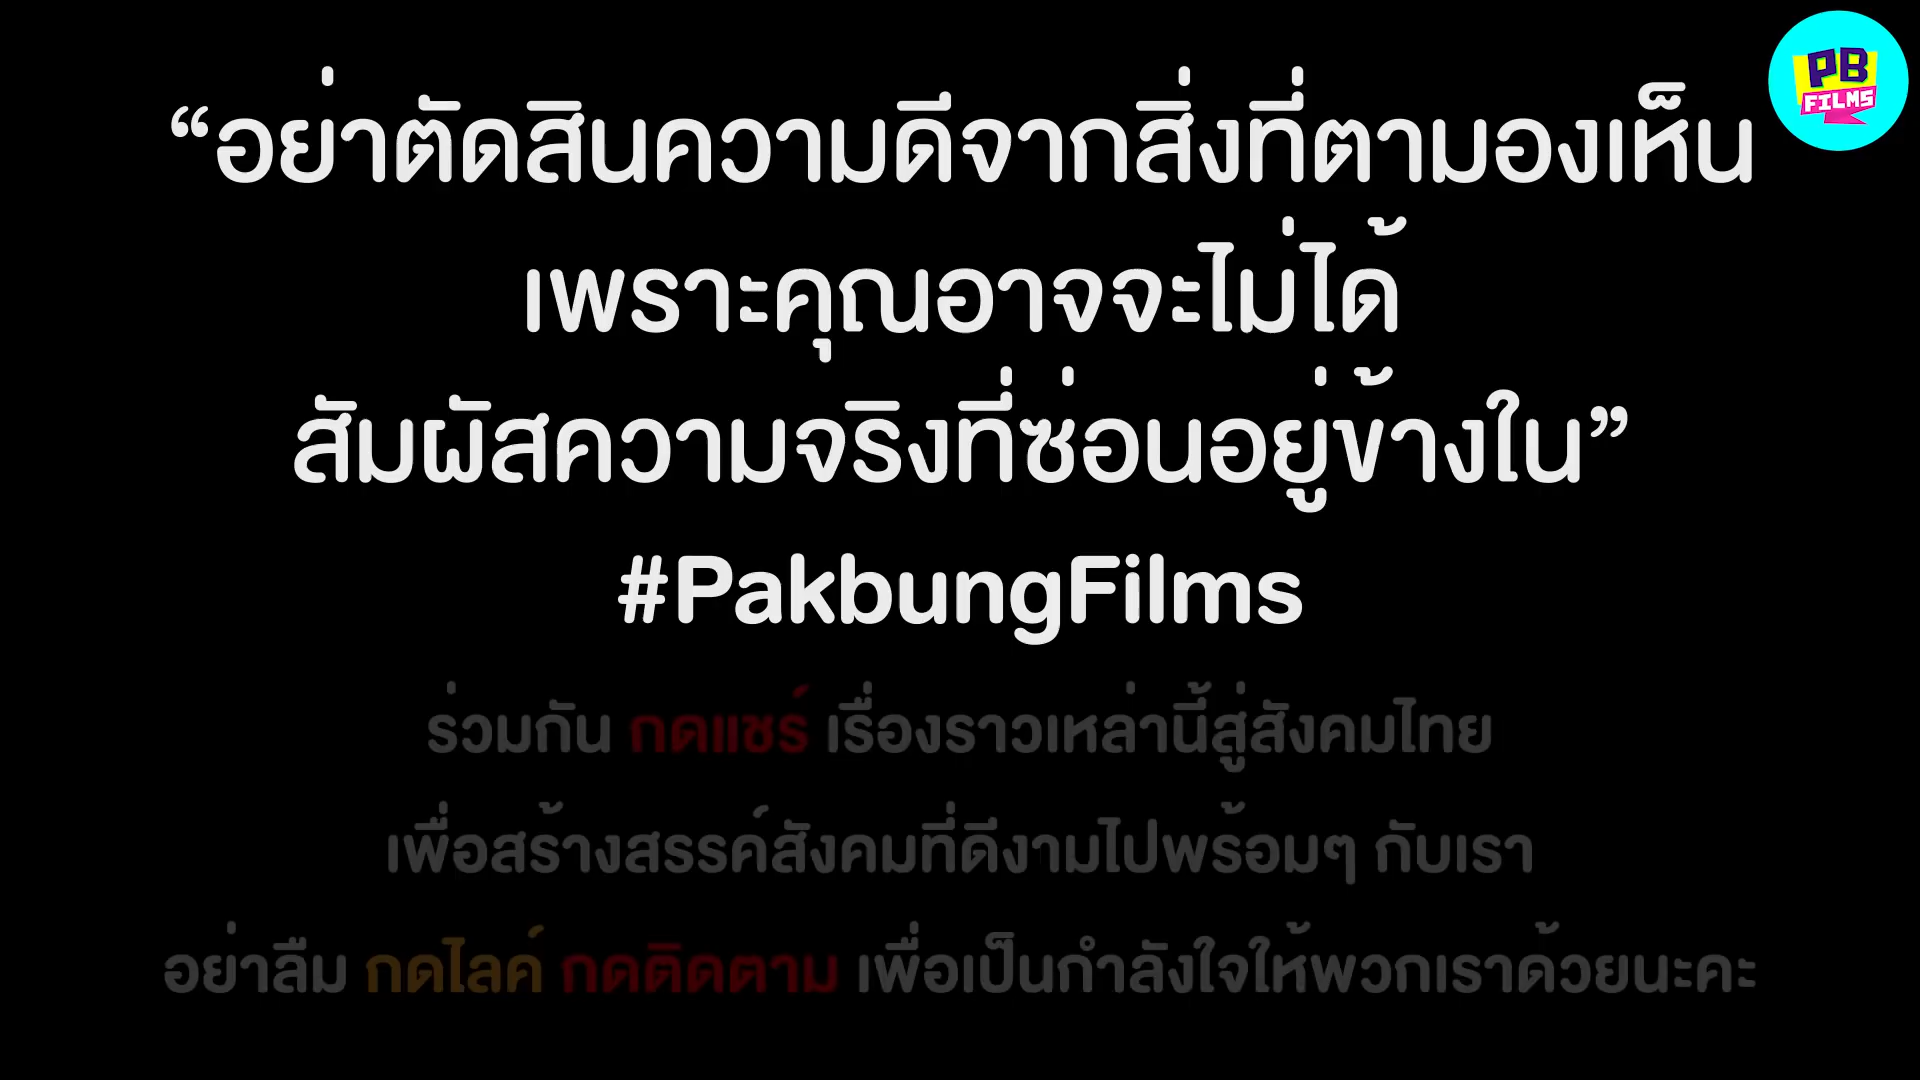 PB
FILMS
“อย่าตัดสินความดีจากสิ่งที่ตามองเห็น
เพราะคุณอาจจะไม่ได้
สัมผัสความจริงที่ซ่อนอยู่ข้างใน”
#PakbungFilms
ร่วมกัน กดแชร์ เรื่องราวเหล่านี้สู่สังคมไทย
เพื่อสร้างสรรค์สังคมที่ดีงามไปพร้อมๆ กับเรา
อย่าลืม กดไลค์ กดติดตาม เพื่อเป็นกำลังใจให้พวกเราด้วยนะคะ